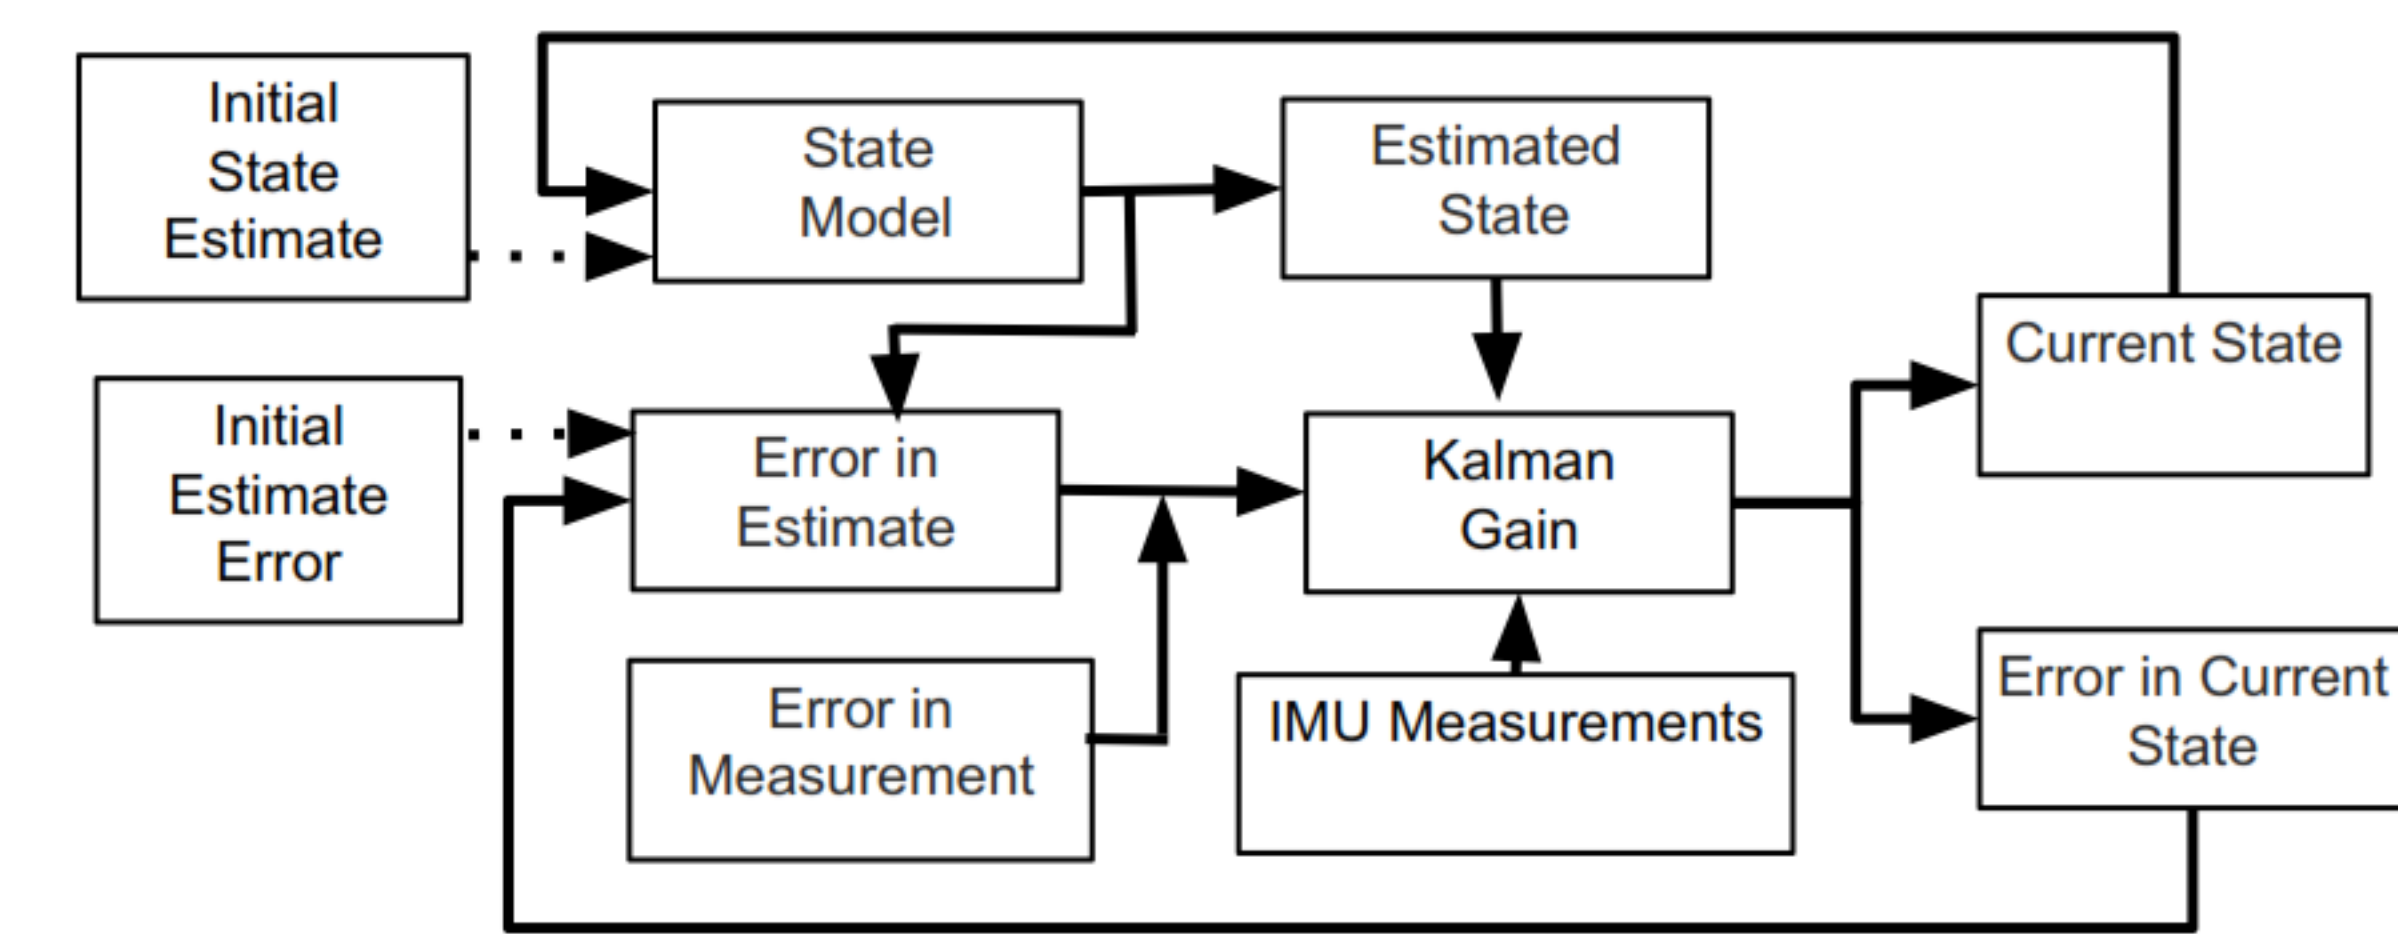 Initial
State
Estimate
State
Model
Estimated
State
Current State
Initial
Estimate
Error
Error in
Estimate
Kalman
Gain
Error in
Measurement
IMU Measurements
Error in Current
State